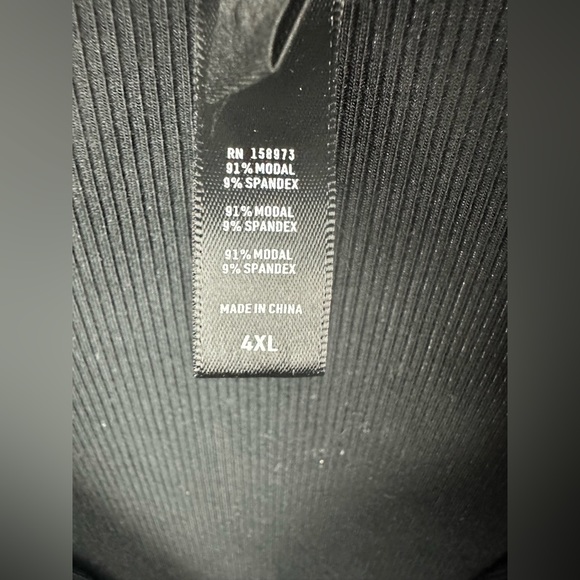 RN 158973
91% MODAL
9% SPANDEX
91% MODAL
9% SPANDEX
91% MODAL
9% SPANDEX
MADE IN CHINA
4XL